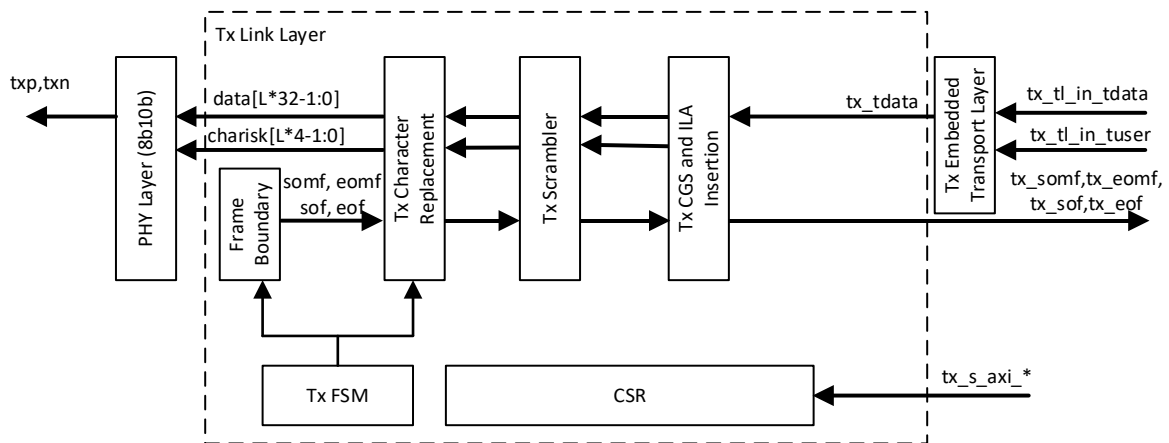 Tx Link Layer
txp,txn
PHY Layer (8b10b)
data[L*32-1:0]
charisk[L*4-1:0]
Frame
Boundary
somf, eomf,
sof, eof
Tx Character
Replacement
Tx Scrambler
Tx CGS and ILA
Insertion
tx_tdata
Tx Embedded
Transport Layer
tx_tl_in_tdata
tx_tl_in_tuser
tx_somf,tx_eomf,
tx_sof,tx_eof
Tx FSM
CSR
tx_s_axi_*